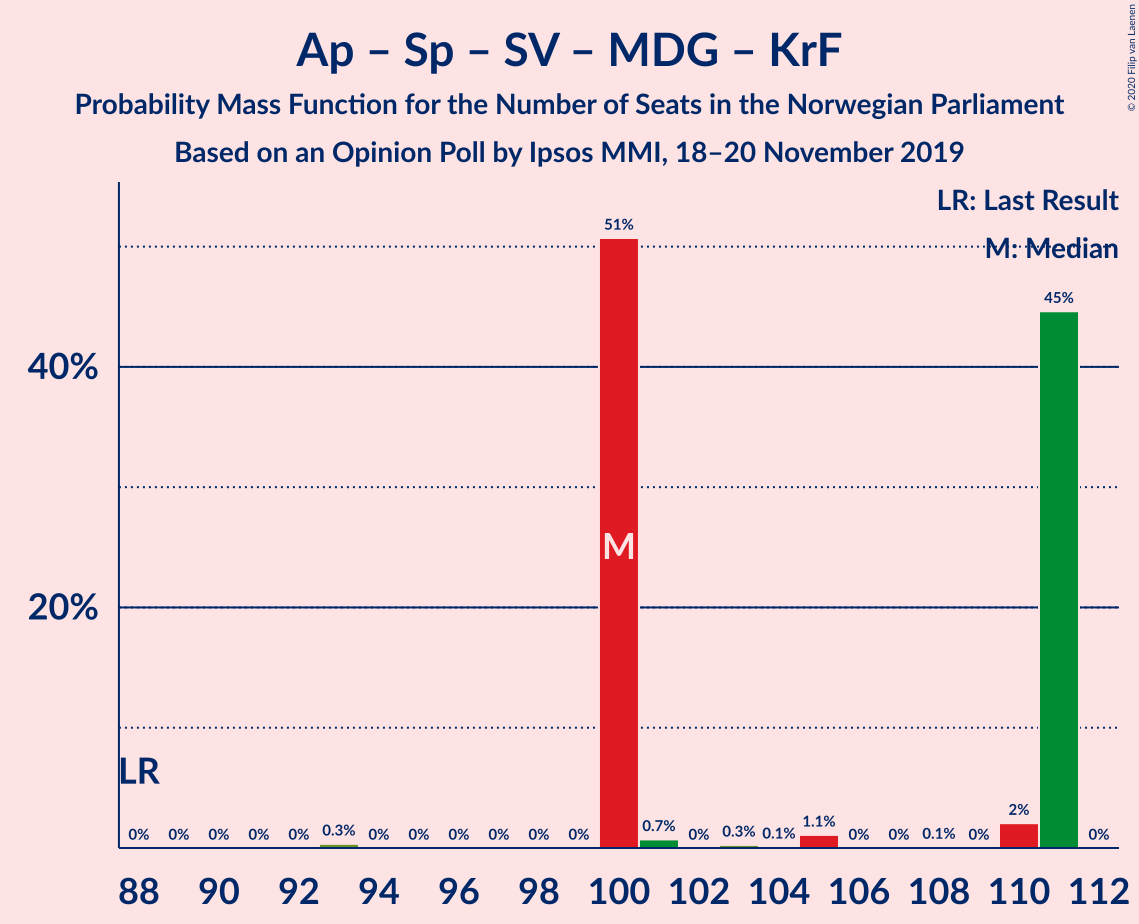 Ap – Sp – SV – MDG – KrF
Probability Mass Function for the Number of Seats in the Norwegian Parliament
Based on an Opinion Poll by Ipsos MMI, 18–20 November 2019
© 2020 Filip van Laenen
LR: Last Result
M: Median
51%
45%
40%
M
20%
LR
0% 0% 0% 0% 0% 0.3% 0% 0% 0% 0% 0% 0% 0.7% 0% 0.3% 0.1% 1.1% 0% 0% 0.1% 0% 2% 0%
88 90 92 94 96 98 100 102 104 106 108 110 112